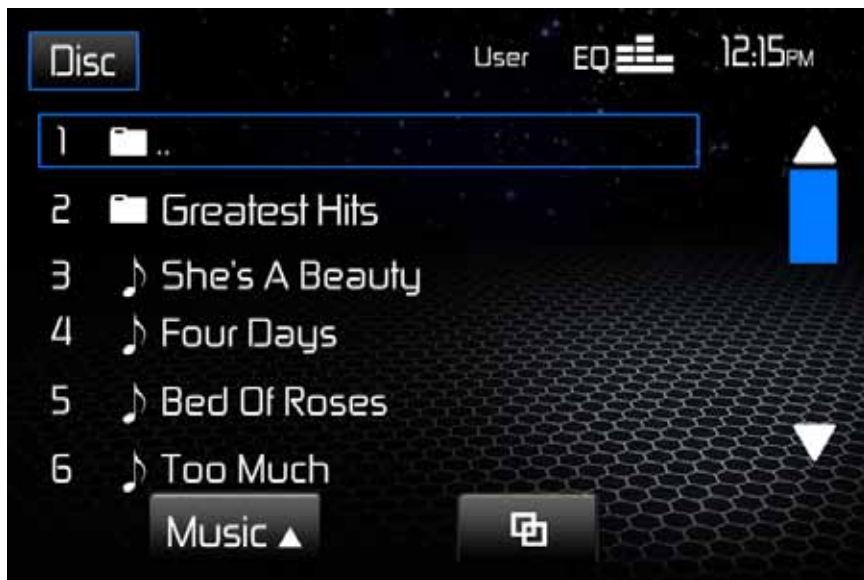 Disc User EQ 12:15PM
1 ..
2 Greatest Hits
3 She's A Beauty
4 Four Days
5 Bed Of Roses
6 Too Much
Music